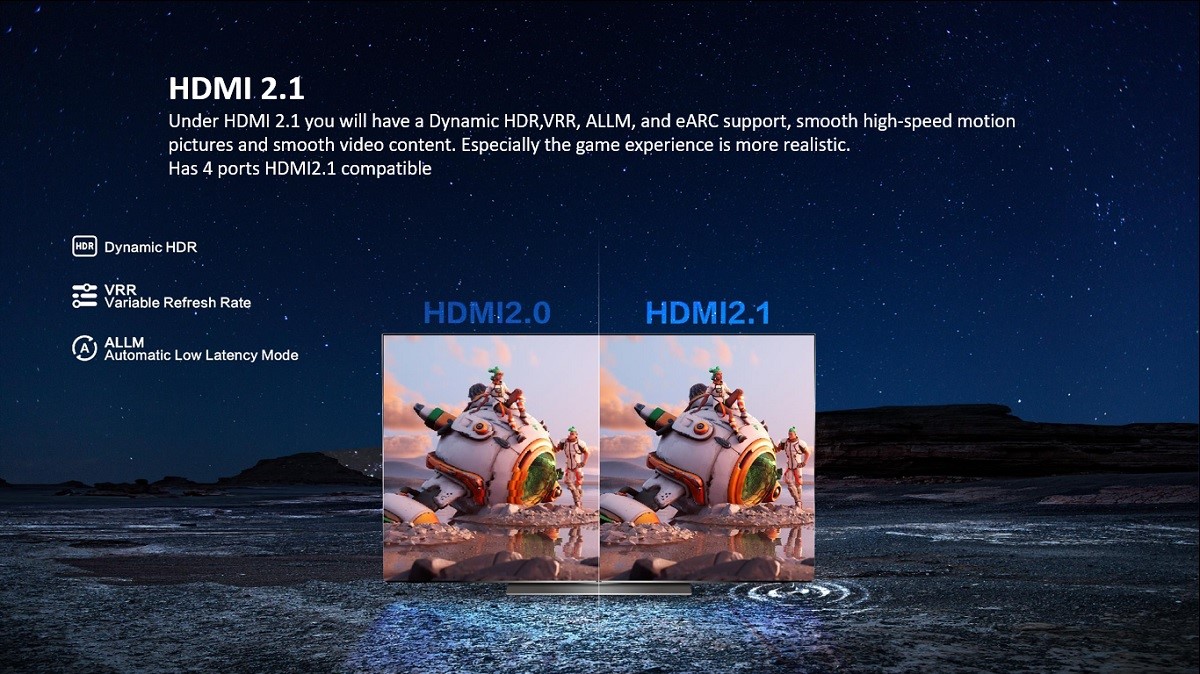 HDMI 2.1
Under HDMI 2.1 you will have a Dynamic HDR,VRR, ALLM, and eARC support, smooth high-speed motion
pictures and smooth video content. Especially the game experience is more realistic.
Has 4 ports HDMI2.1 compatible
HDR Dynamic HDR
VRR
Variable Refresh Rate
A ALLM
Automatic Low Latency Mode
HDMI2.0 HDMI2.1